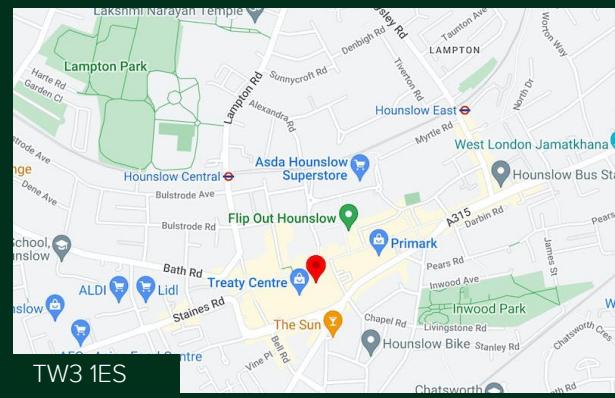 Lakshmi Narayan Temple
Lampton Park
Harte Rd
Garden Cl
Lampton Rd
Sunnycroft Rd
Denbigh Rd
Alexandra Rd
Tiverton Rd
Taunton Ave
LAMPTON
Worton Way
North Dr
Hounslow East
Myrtle Rd
West London Jamatkhana
Asda Hounslow
Superstore
Hounslow Central
Hounslow Bus Sta
Dene Ave
Bulstrode Ave
Flip Out Hounslow
A315
Darbin Rd
Bulstrode Rd
Primark
Pears Rd
James St
School,
Bath Rd
Treaty Centre
Inwood Ave
ALDI
Lidl
Staines Rd
Inwood Park
The Sun
Chapel Rd
Livingstone Rd
Hounslow Bike
Stanley Rd
Chatsworth Cres
Bell Rd
Vine Pl
Chatsworth
TW3 1ES